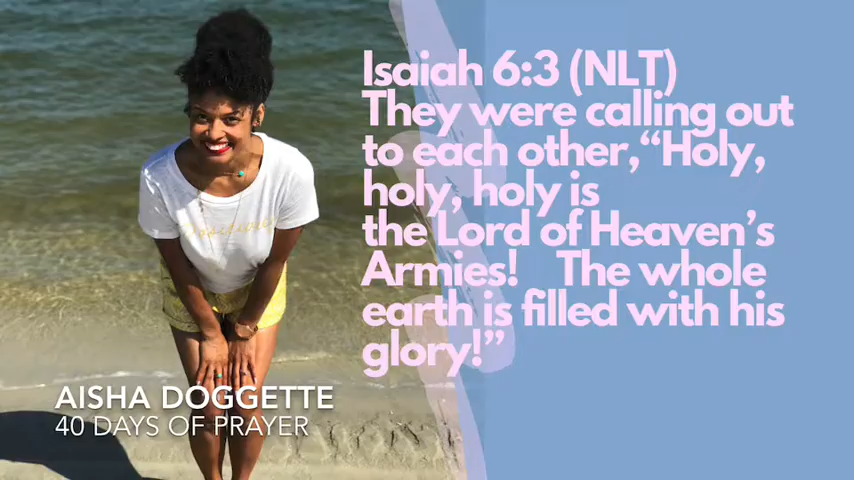 Isaiah 6:3 (NLT)
They were calling out
to each other,“Holy,
holy, holy is
the Lord of Heaven’s
Armies! The whole
earth is filled with his
glory!”
AISHA DOGGETTE
40 DAYS OF PRAYER